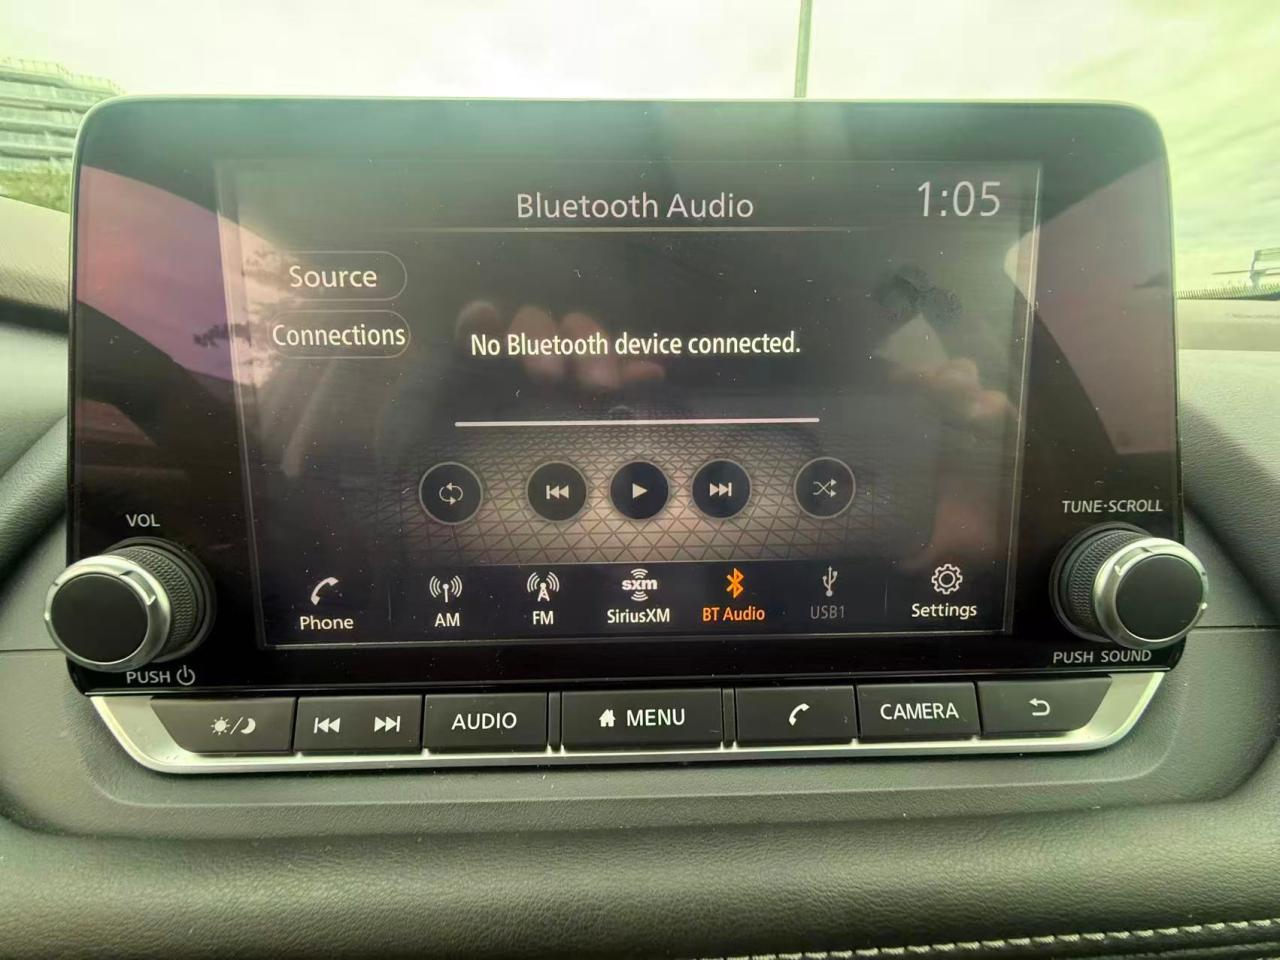 Bluetooth Audio
1:05
Source
Connections
No Bluetooth device connected.
VOL
TUNE·SCROLL
Phone
AM
FM
sxm
SiriusXM
BT Audio
USB1
Settings
PUSH
PUSH SOUND
AUDIO
MENU
CAMERA